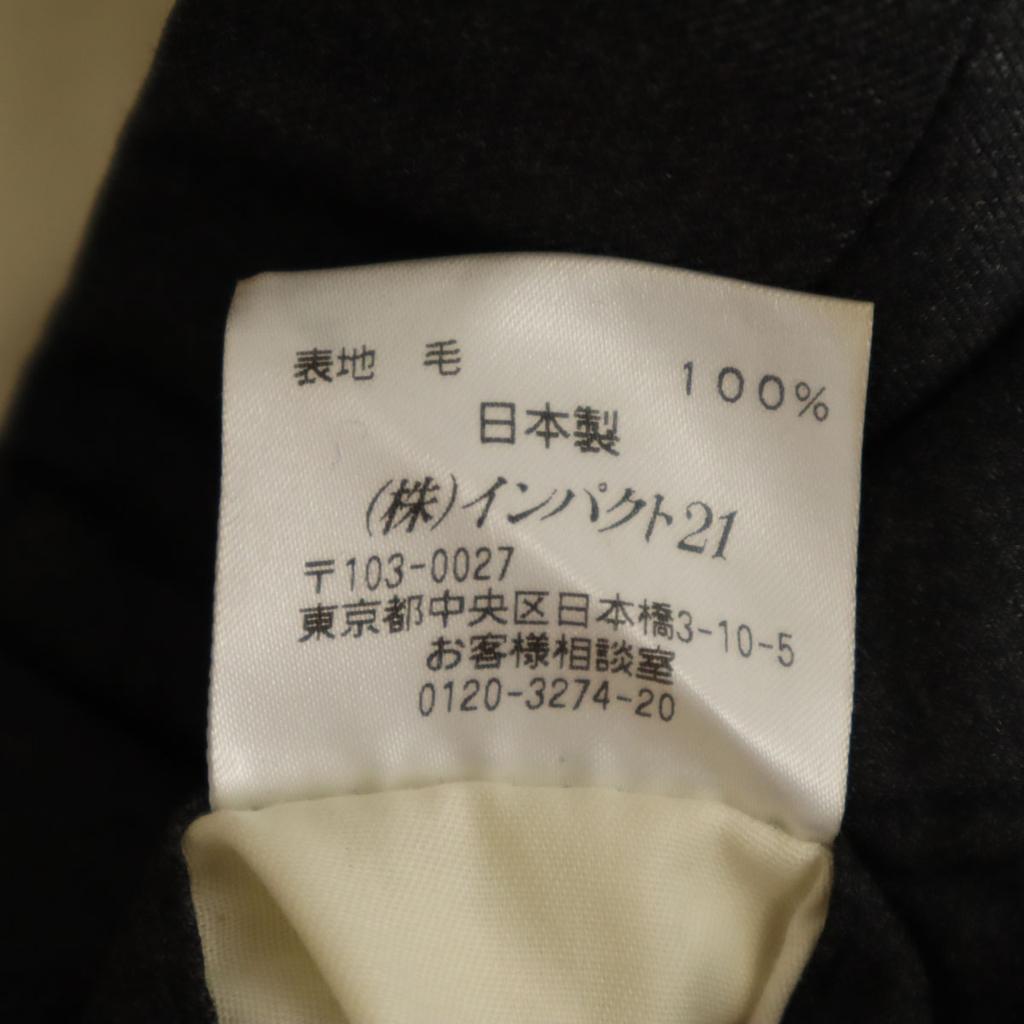 表地 毛 100%
日本製
(株)インパクト21
〒103-0027
東京都中央区日本橋3-10-5
お客様相談室
0120-3274-20